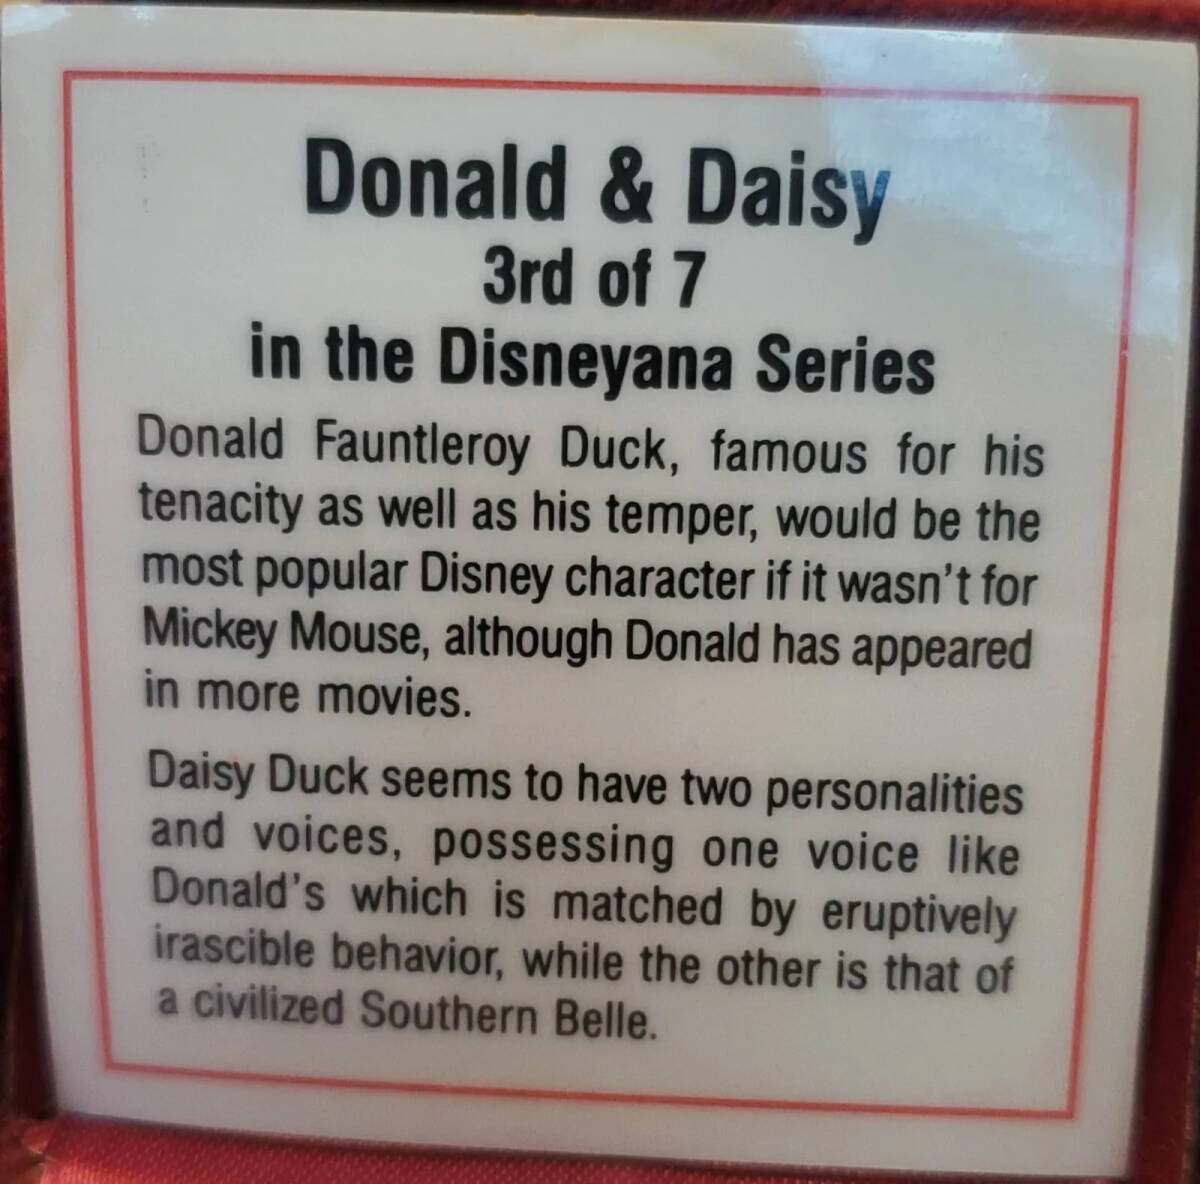 Donald & Daisy
3rd of 7
in the Disneyana Series
Donald Fauntleroy Duck, famous for his
tenacity as well as his temper, would be the
most popular Disney character if it wasn't for
Mickey Mouse, although Donald has appeared
in more movies.
Daisy Duck seems to have two personalities
and voices, possessing one voice like
Donald's which is matched by eruptively
irascible behavior, while the other is that of
a civilized Southern Belle.